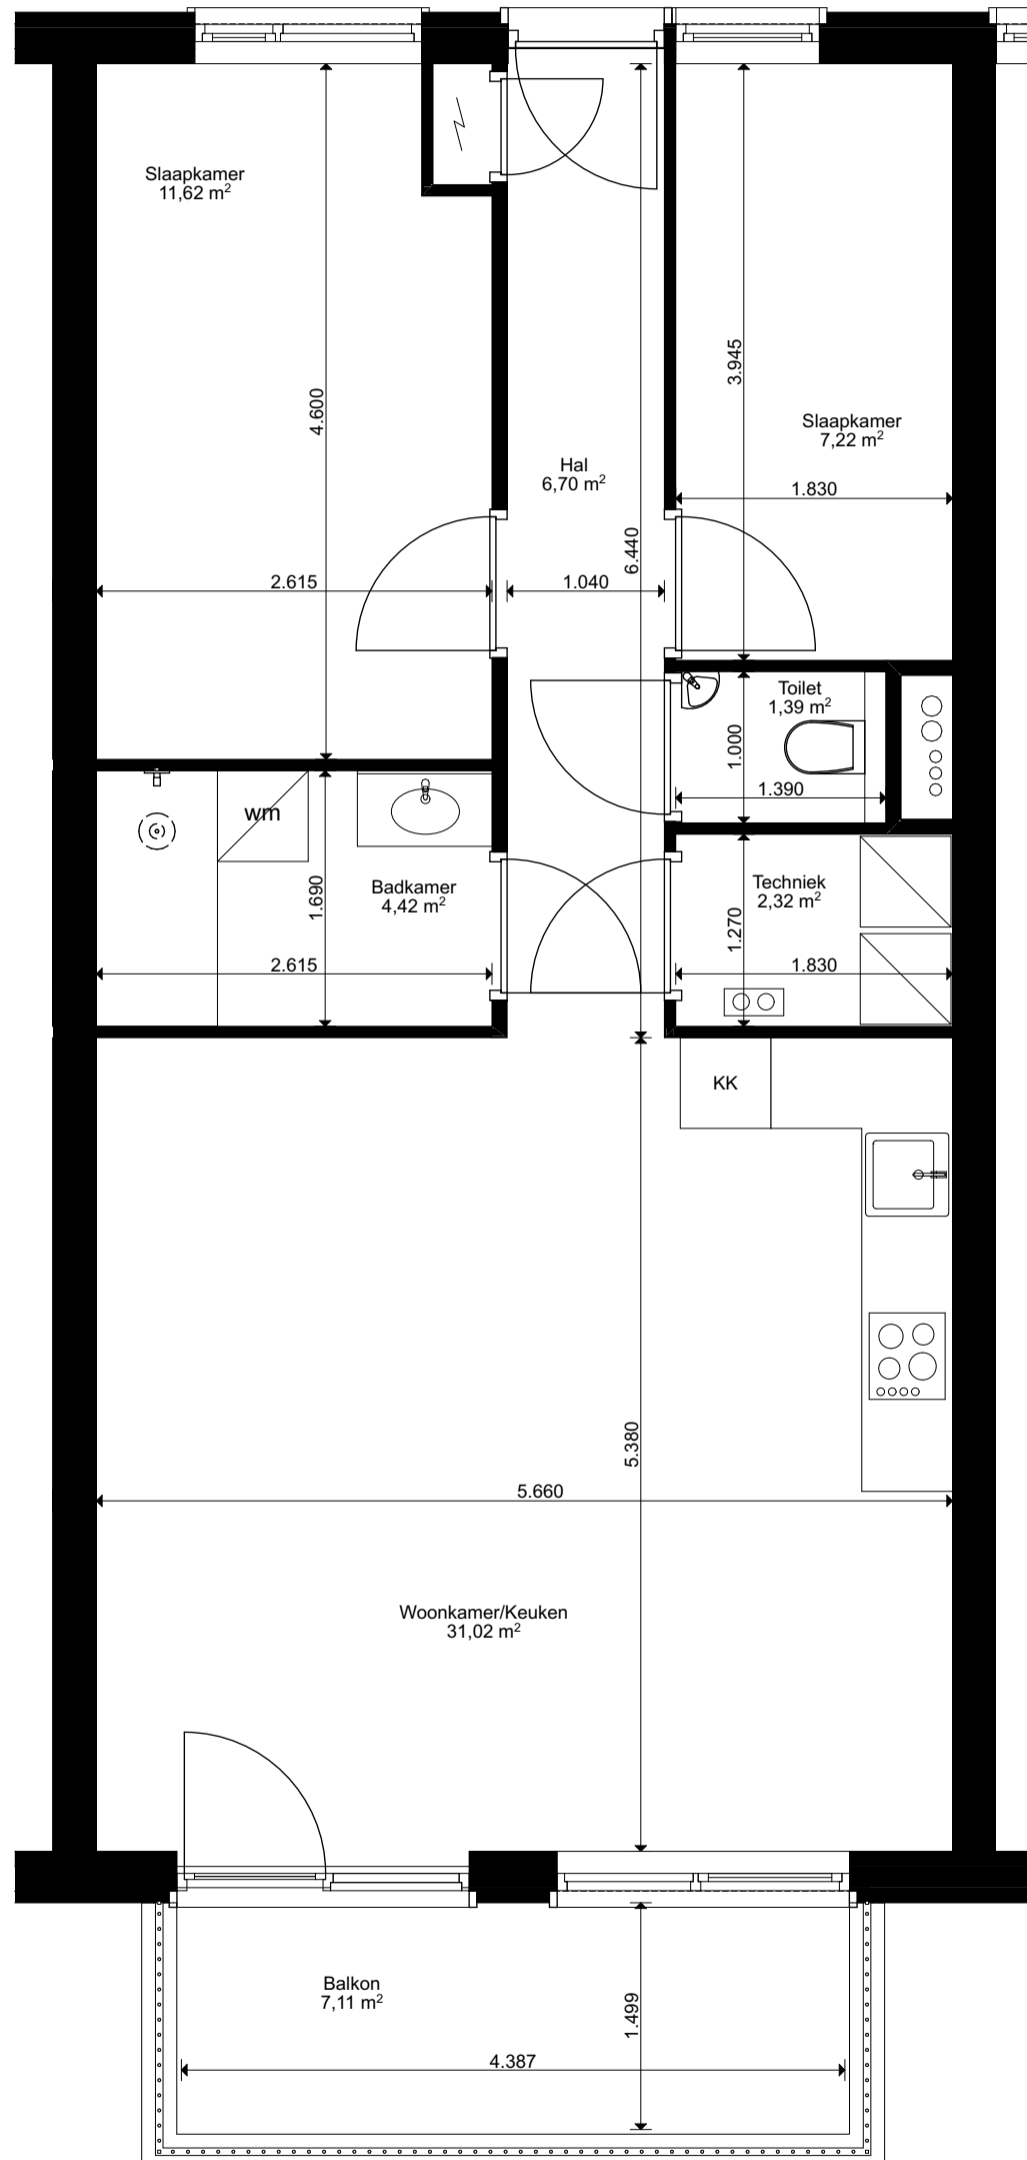 Slaapkamer
11,62 m²
4.600
2.615
Hal
6,70 m²
6.440
1.040
3.945
Slaapkamer
7,22 m²
1.830
Toilet
1,39 m²
1.000
1.390
wm
Badkamer
4,42 m²
1.690
2.615
Techniek
2,32 m²
1.270
1.830
KK
5.380
5.660
Woonkamer/Keuken
31,02 m²
Balkon
7,11 m²
1.499
4.387